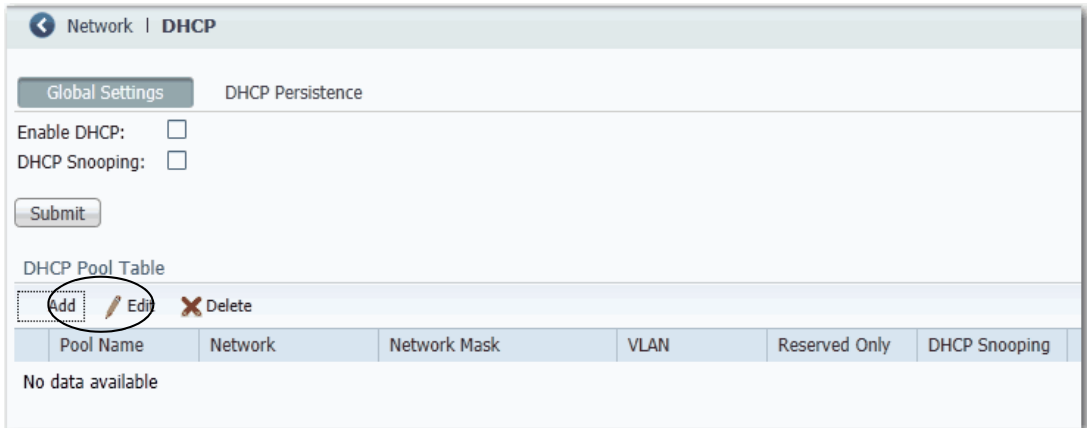 Network | DHCP
Global Settings DHCP Persistence
Enable DHCP:
DHCP Snooping:
Submit
DHCP Pool Table
Add Edit Delete
Pool Name Network Network Mask VLAN Reserved Only DHCP Snooping
No data available